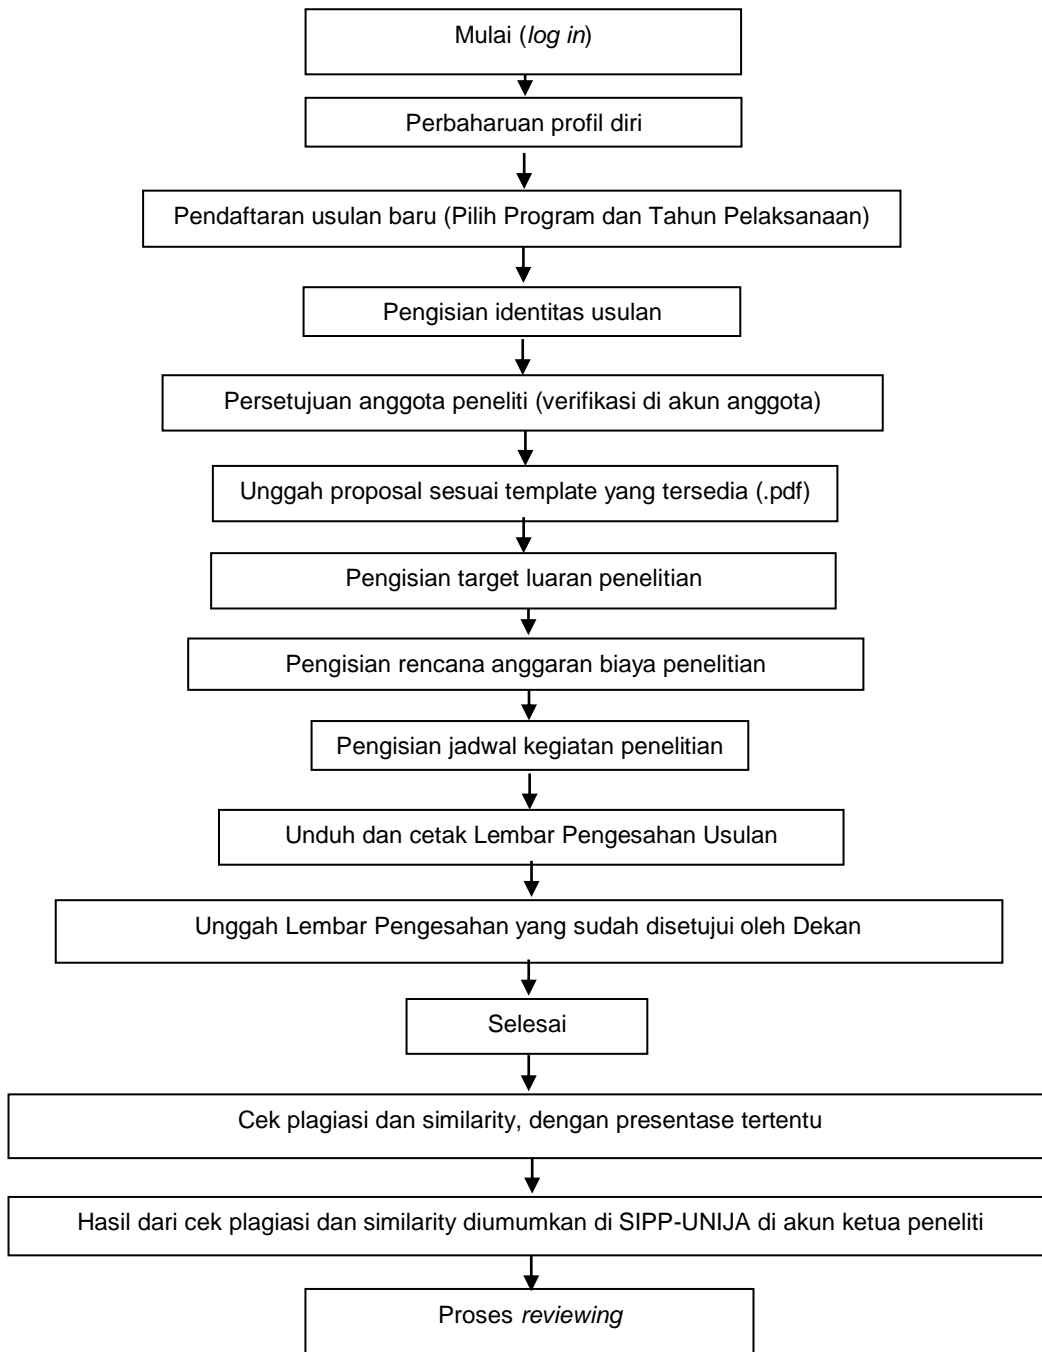 Mulai (log in)
Perbaharuan profil diri
Pendaftaran usulan baru (Pilih Program dan Tahun Pelaksanaan)
Pengisian identitas usulan
Persetujuan anggota peneliti (verifikasi di akun anggota)
Unggah proposal sesuai template yang tersedia (.pdf)
Pengisian target luaran penelitian
Pengisian rencana anggaran biaya penelitian
Pengisian jadwal kegiatan penelitian
Unduh dan cetak Lembar Pengesahan Usulan
Unggah Lembar Pengesahan yang sudah disetujui oleh Dekan
Selesai
Cek plagiasi dan similarity, dengan presentase tertentu
Hasil dari cek plagiasi dan similarity diumumkan di SIPP-UNIJA di akun ketua peneliti
Proses reviewing